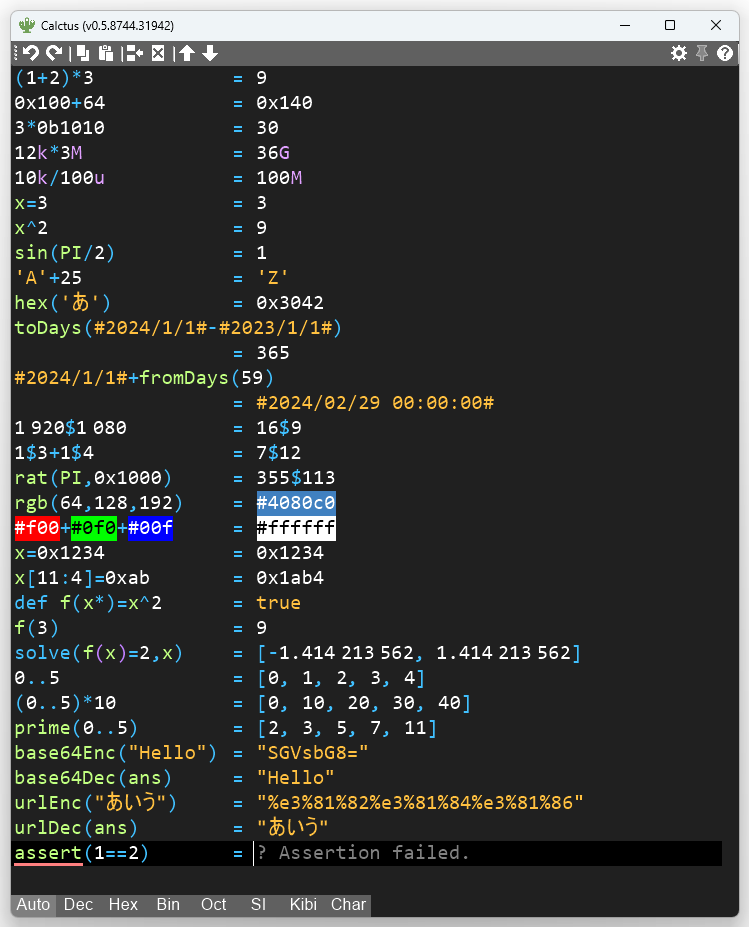 Calctus (v0.5.8744.31942)
(1+2)*3 = 9
0x100+64 = 0x140
3*0b1010 = 30
12k*3M = 36G
10k/100u = 100M
x=3 = 3
x^2 = 9
sin(PI/2) = 1
'A'+25 = 'Z'
hex('あ') = 0x3042
toDays(#2024/1/1#-#2023/1/1#)
= 365
#2024/1/1#+fromDays(59)
= #2024/02/29 00:00:00#
1 920$1 080 = 16$9
1$3+1$4 = 7$12
rat(PI,0x1000) = 355$113
rgb(64,128,192) = #4080c0
#f00+#0f0+#00f = #ffffff
x=0x1234 = 0x1234
x[11:4]=0xab = 0x1ab4
def f(x*)=x^2 = true
f(3) = 9
solve(f(x)=2,x) = [-1.414 213 562, 1.414 213 562]
0..5 = [0, 1, 2, 3, 4]
(0..5)*10 = [0, 10, 20, 30, 40]
prime(0..5) = [2, 3, 5, 7, 11]
base64Enc("Hello") = "SGVsbG8="
base64Dec(ans) = "Hello"
urlEnc("あいう") = "%e3%81%82%e3%81%84%e3%81%86"
urlDec(ans) = "あいう"
assert(1==2) = ? Assertion failed.
Auto Dec Hex Bin Oct SI Kibi Char